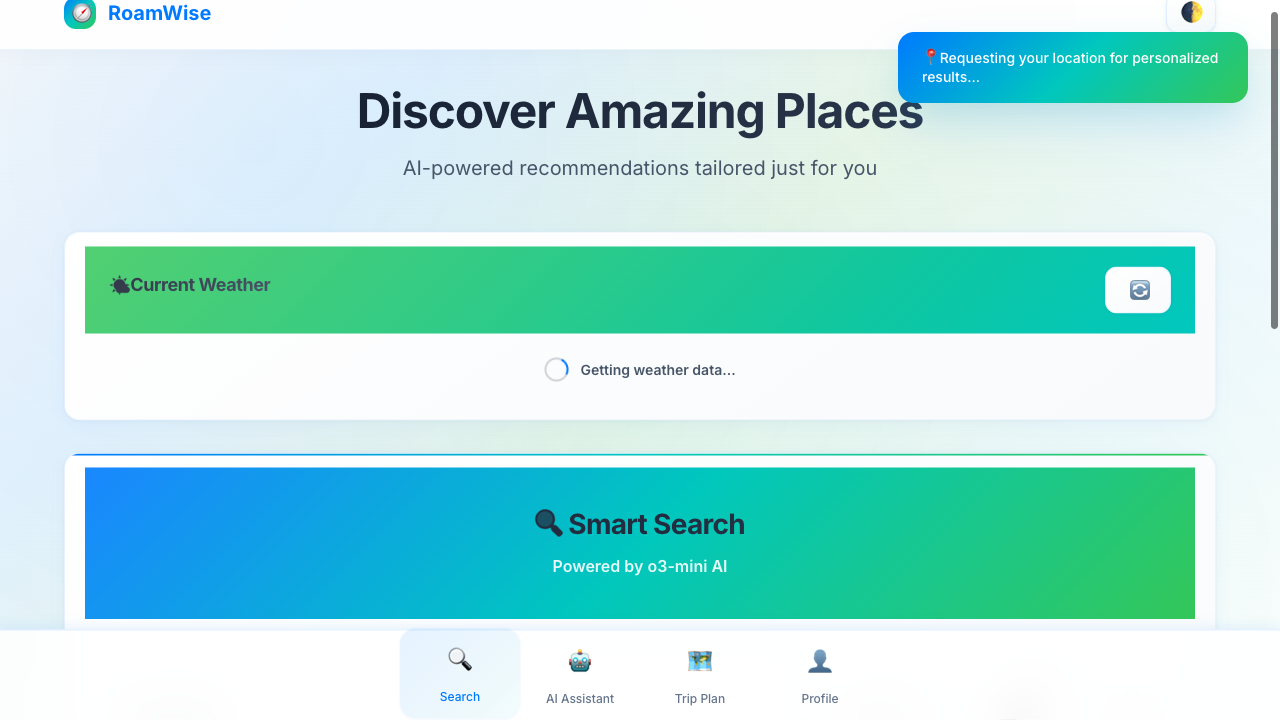 RoamWise
Requesting your location for personalized
results...
Discover Amazing Places
AI-powered recommendations tailored just for you
Current Weather
Getting weather data...
Smart Search
Powered by o3-mini AI
Search
AI Assistant
Trip Plan
Profile